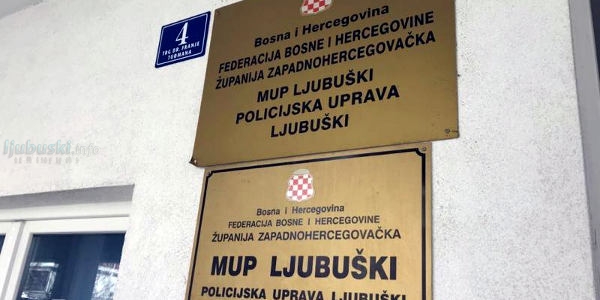 4
TRG DR. FRANJE
TUĐMANA
Bosna i Hercegovina
FEDERACIJA BOSNE I HERCEGOVINE
ŽUPANIJA ZAPADNOHERCEGOVAČKA
MUP LJUBUŠKI
POLICIJSKA UPRAVA
LJUBUŠKI
ljubuski.info
Bosna i Hercegovina
FEDERACIJA BOSNE I HERCEGOVINE
ŽUPANIJA ZAPADNOHERCEGOVAČKA
MUP LJUBUŠKI
POLICIJSKA UPRAVA LJUBUŠKI